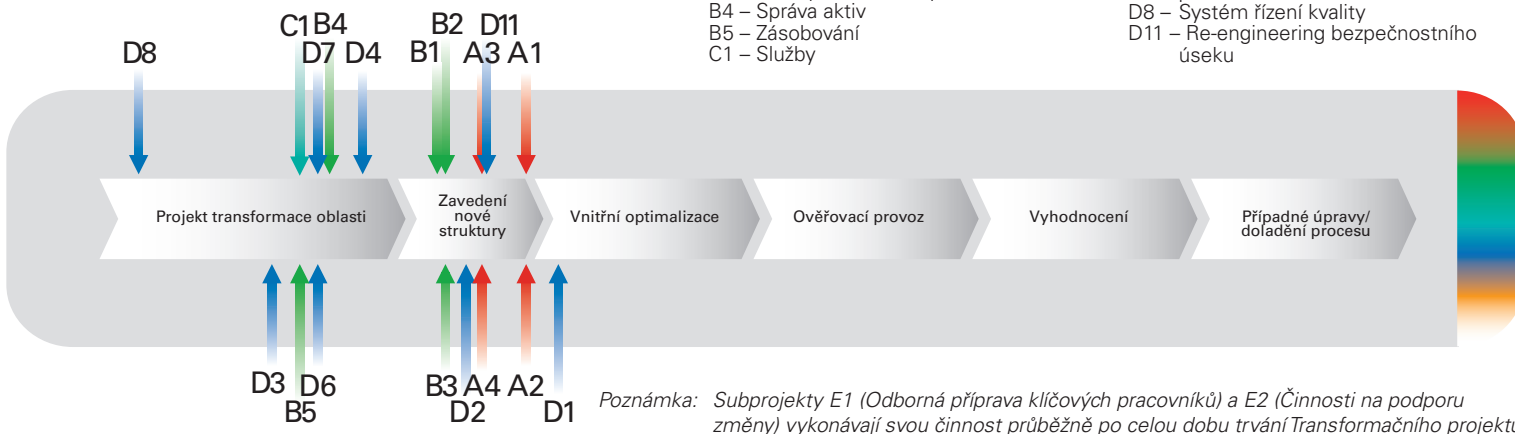 B4 – Správa aktiv
B5 – Zásobování
C1 – Služby
D8 – Systém řízení kvality
D11 – Re-engineering bezpečnostního
úseku
C1 B4
B2 D11
D8
D7 D4
B1 A3 A1
Projekt transformace oblasti
Zavedení
nové
struktury
Vnitřní optimalizace
Ověřovací provoz
Vyhodnocení
Případné úpravy/
doladění procesu
D3 D6
B5
B3 A4 A2
D2 D1
Poznámka: Subprojekty E1 (Odborná příprava klíčových pracovníků) a E2 (Činnosti na podporu
změny) vykonávají svou činnost průběžně po celou dobu trvání Transformačního projektu